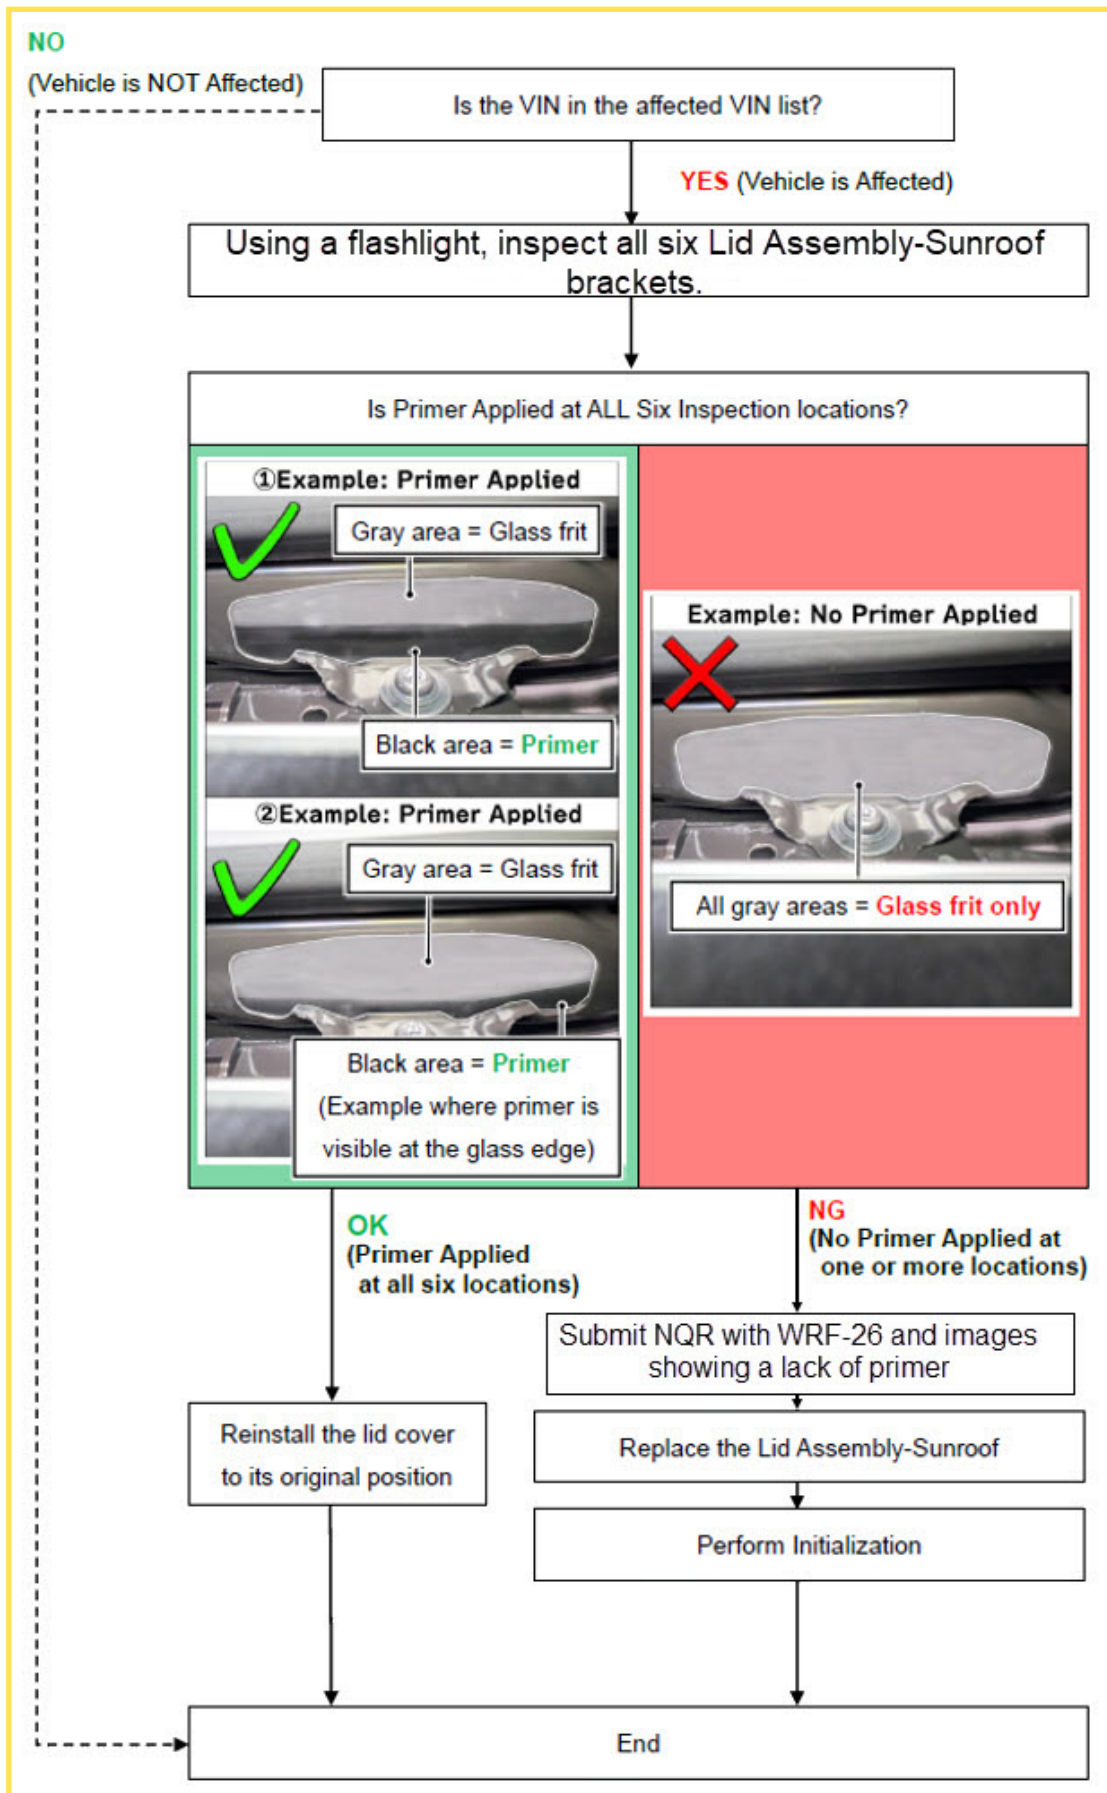 NO
(Vehicle is NOT Affected)
Is the VIN in the affected VIN list?
YES (Vehicle is Affected)
Using a flashlight, inspect all six Lid Assembly-Sunroof
brackets.
Is Primer Applied at ALL Six Inspection locations?
①Example: Primer Applied
Gray area = Glass frit
Black area = Primer
②Example: Primer Applied
Gray area = Glass frit
Black area = Primer
(Example where primer is
visible at the glass edge)
Example: No Primer Applied
All gray areas = Glass frit only
OK
(Primer Applied
at all six locations)
NG
(No Primer Applied at
one or more locations)
Submit NQR with WRF-26 and images
showing a lack of primer
Reinstall the lid cover
to its original position
Replace the Lid Assembly-Sunroof
Perform Initialization
End